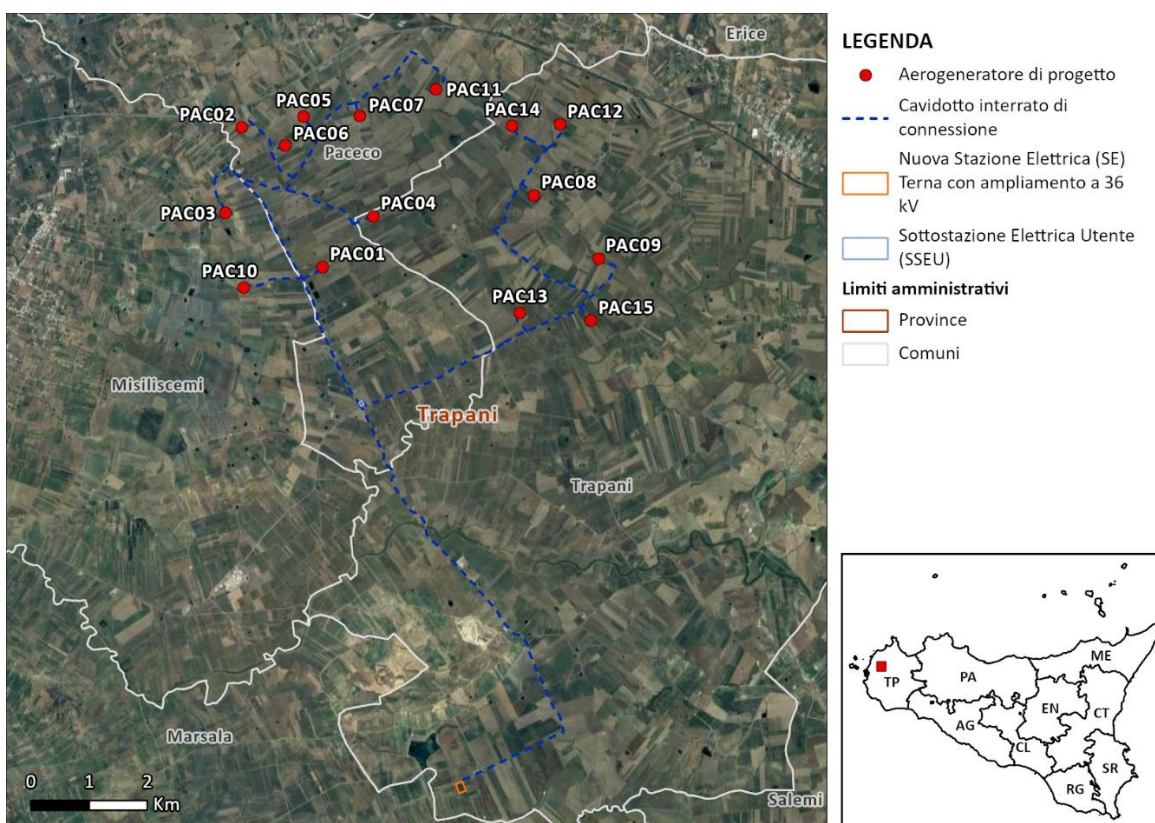 Erice
PAC11
PAC05
PAC07
PAC14
PAC12
PAC02
PAC06
Paceco
PAC08
PAC03
PAC04
PAC09
PAC01
PAC10
PAC13
PAC15
Misiliscemi
Trapani
Trapani
Marsala
Salemi
0 1 2
Km
LEGENDA
Aerogeneratore di progetto
Cavidotto interrato di
connessione
Nuova Stazione Elettrica (SE)
Terna con ampliamento a 36
kV
Sottostazione Elettrica Utente
(SSEU)
Limiti amministrativi
Province
Comuni
ME
TP
PA
EN
CT
AG
CL
SR
RG